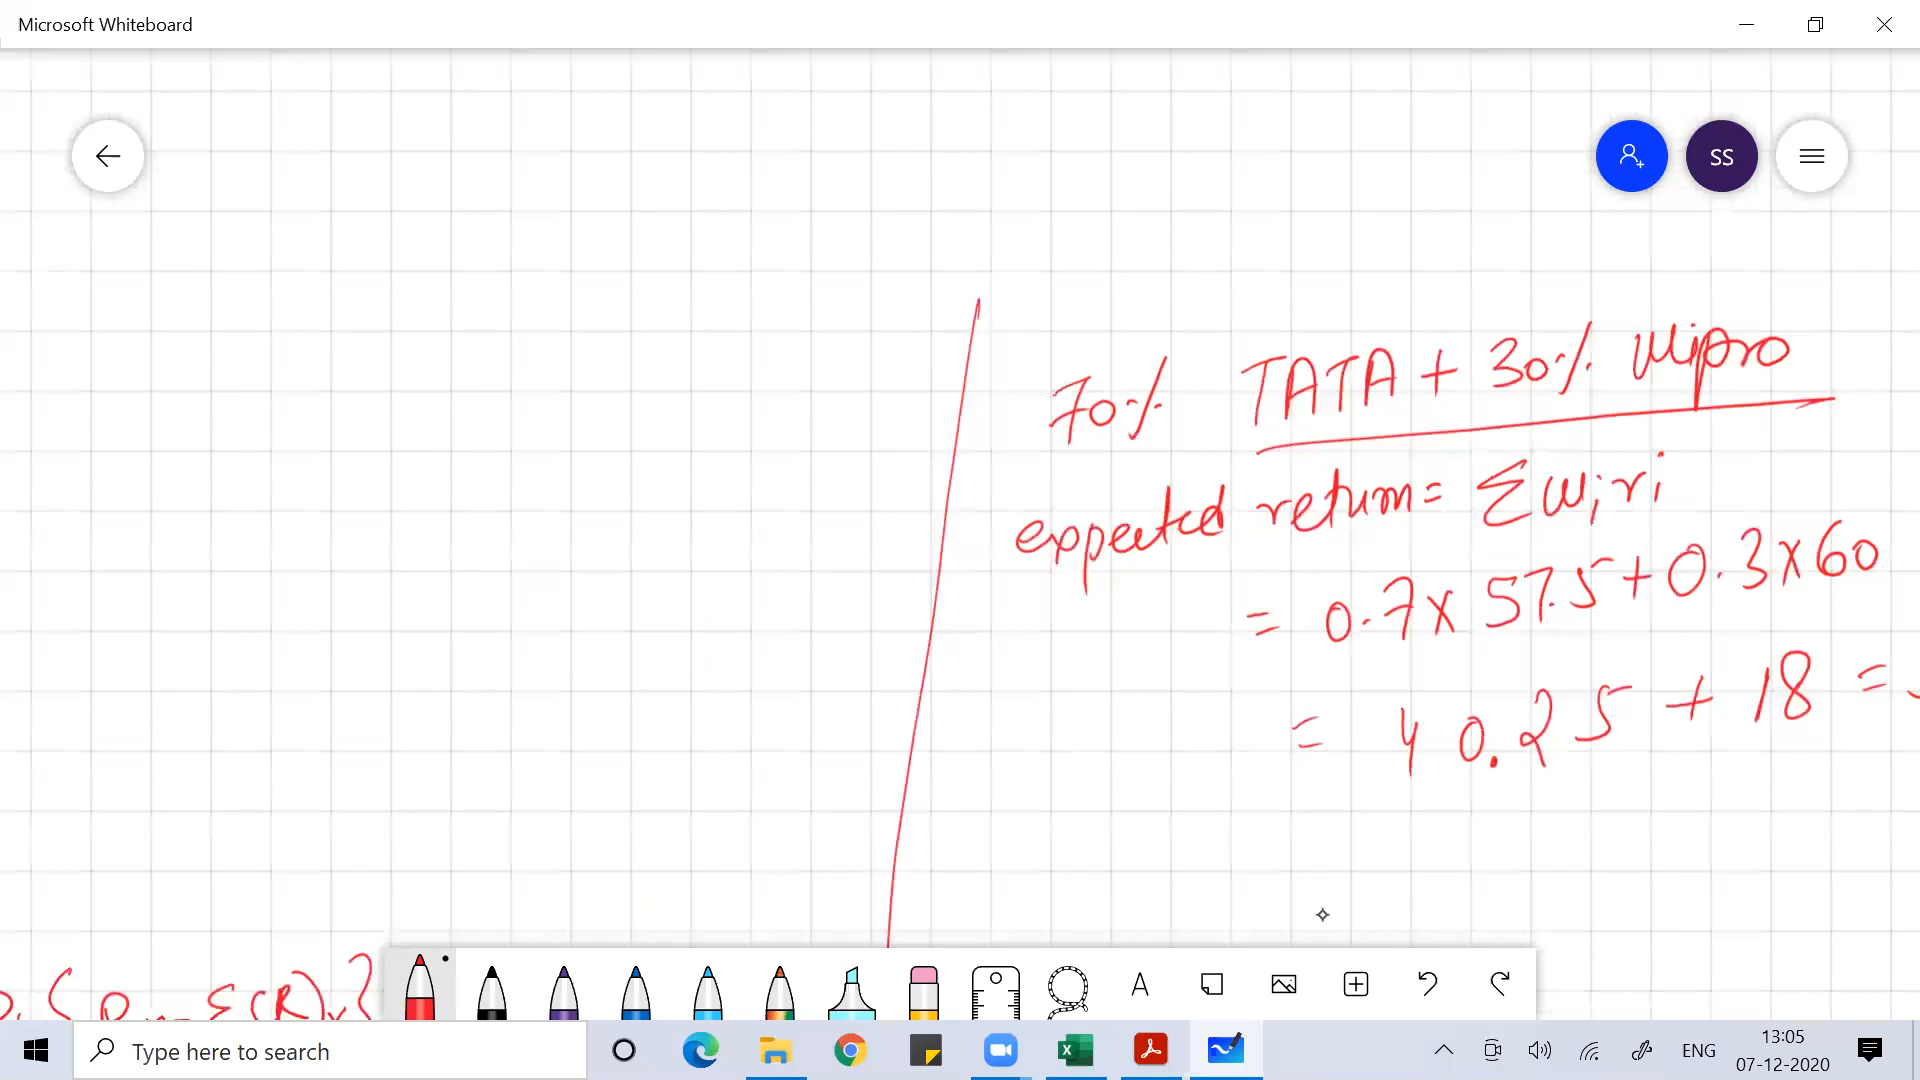 Microsoft Whiteboard
SS
70% TATA + 30% Wipro
expected return = Σwiri
= 0.7x 57.5 + 0.3x60
= 40.25 + 18 =
A
Type here to search
ENG
13:05
07-12-2020